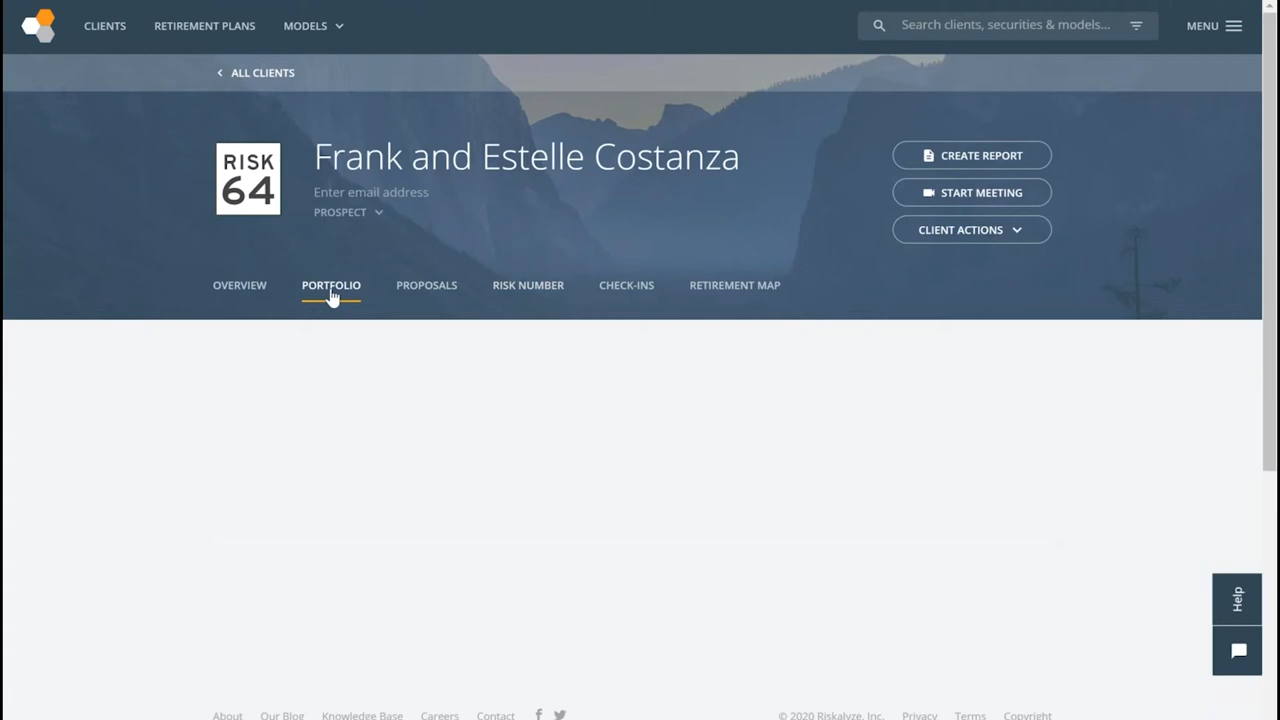 CLIENTS RETIREMENT PLANS MODELS Search clients, securities & models... MENU
ALL CLIENTS
RISK 64
Frank and Estelle Costanza
Enter email address
PROSPECT
CREATE REPORT
START MEETING
CLIENT ACTIONS
OVERVIEW PORTFOLIO PROPOSALS RISK NUMBER CHECK-INS RETIREMENT MAP
Help
About Our Blog Knowledge Base Careers Contact © 2020 Riskalyze, Inc. Privacy Terms Copyright